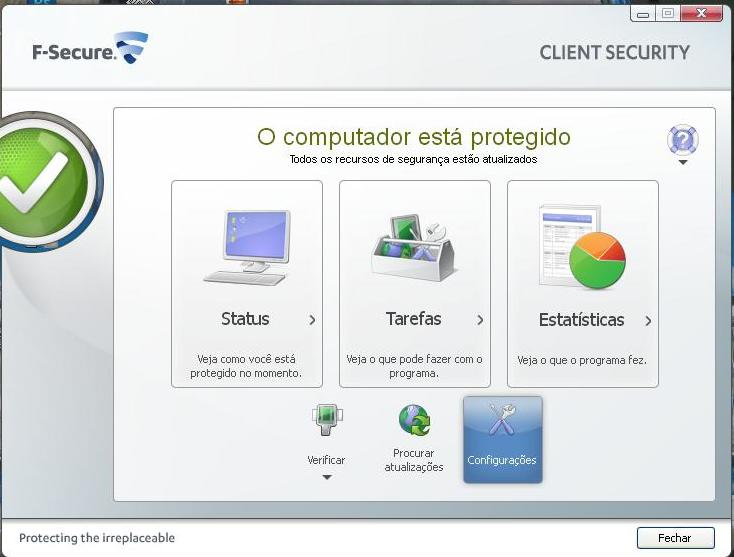 F-Secure.
CLIENT SECURITY
O computador está protegido
Todos os recursos de segurança estão atualizados
?
Status
Veja como você está
protegido no momento.
Tarefas
Veja o que pode fazer com o
programa.
Estatísticas
Veja o que o programa fez.
Verificar
Procurar
atualizações
Configurações
Protecting the irreplaceable
Fechar